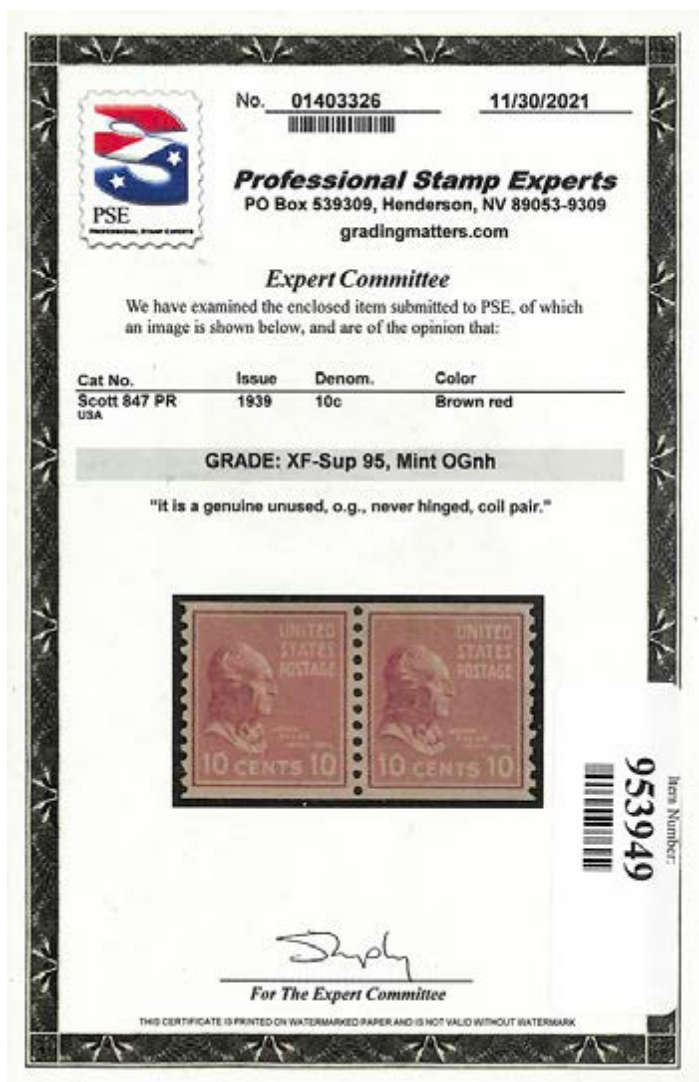 No. 01403326 11/30/2021
PSE
PROFESSIONAL STAMP EXPERTS
Professional Stamp Experts
PO Box 539309, Henderson, NV 89053-9309
gradingmatters.com
Expert Committee
We have examined the enclosed item submitted to PSE, of which
an image is shown below, and are of the opinion that:
Cat No. Issue Denom. Color
Scott 847 PR 1939 10c Brown red
USA
GRADE: XF-Sup 95, Mint OGnh
"it is a genuine unused, o.g., never hinged, coil pair."
UNITED
STATES
POSTAGE
10 CENTS 10
UNITED
STATES
POSTAGE
10 CENTS 10
Item Number:
953949
For The Expert Committee
THIS CERTIFICATE IS PRINTED ON WATERMARKED PAPER AND IS NOT VALID WITHOUT WATERMARK